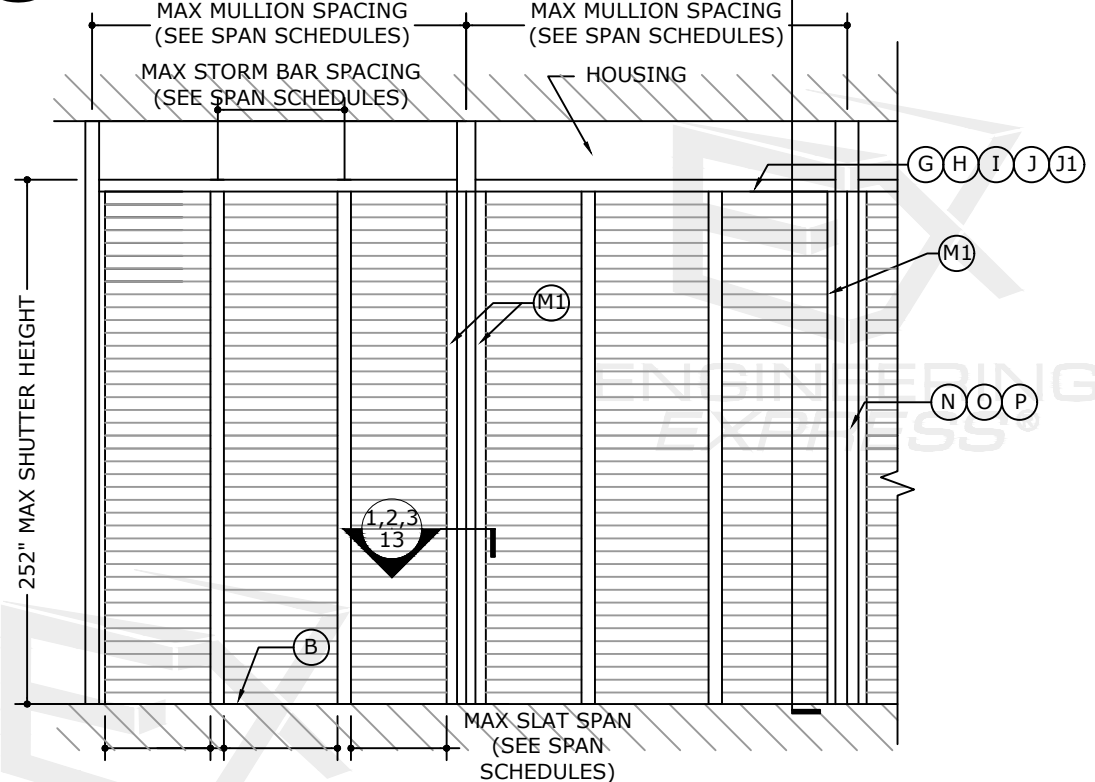 MAX MULLION SPACING
(SEE SPAN SCHEDULES)
MAX MULLION SPACING
(SEE SPAN SCHEDULES)
MAX STORM BAR SPACING
(SEE SPAN SCHEDULES)
HOUSING
G H I J J1
M1
M1
ENGINEERING
EXPRESS®
N O P
252" MAX SHUTTER HEIGHT
1,2,3
13
B
MAX SLAT SPAN
(SEE SPAN
SCHEDULES)